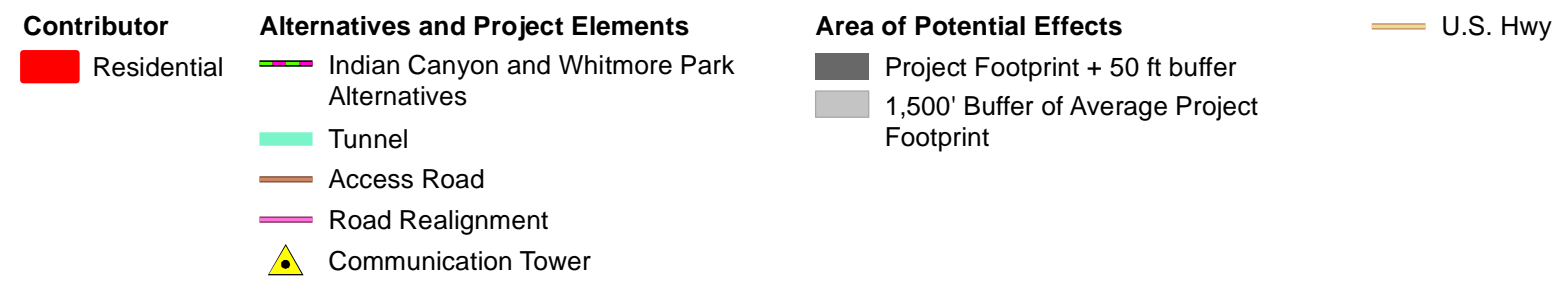 Contributor
Residential
Alternatives and Project Elements
Indian Canyon and Whitmore Park
Alternatives
Tunnel
Access Road
Road Realignment
Communication Tower
Area of Potential Effects
Project Footprint + 50 ft buffer
1,500' Buffer of Average Project
Footprint
U.S. Hwy